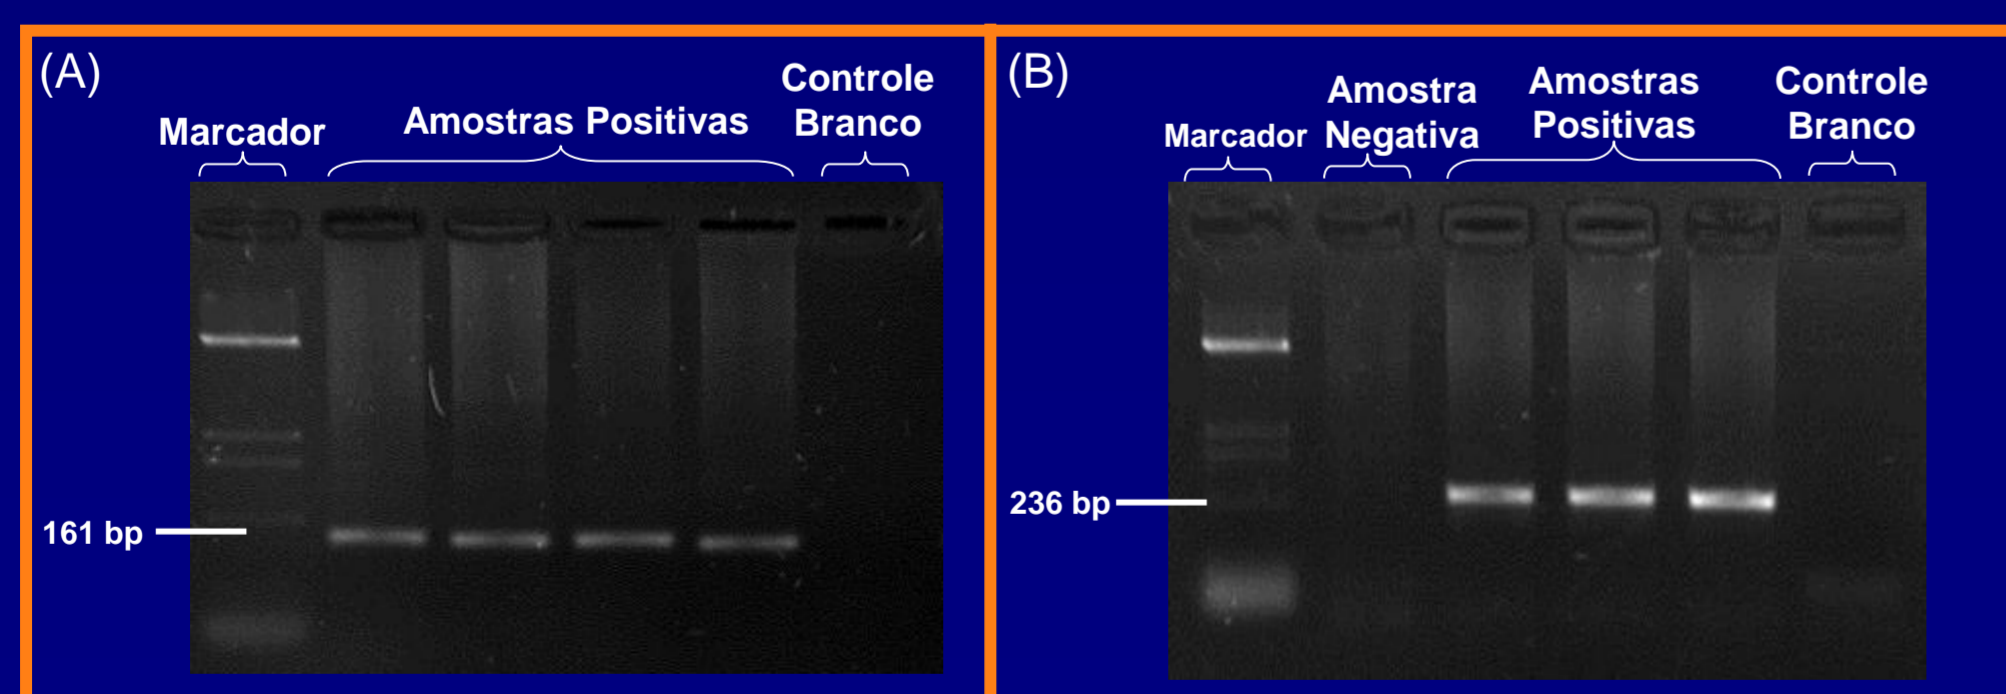 (A)
Marcador
Amostras Positivas
Controle
Branco
161 bp
(B)
Marcador
Amostra
Negativa
Amostras
Positivas
Controle
Branco
236 bp